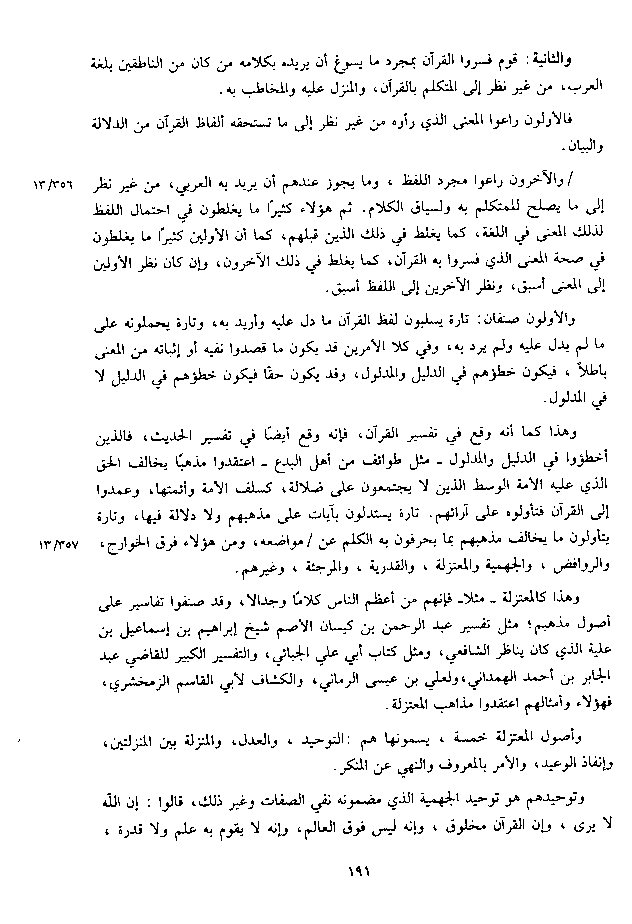 والثانية: قوم فسروا القرآن بمجرد ما يسوغ أن يريده بكلامه من كان من الناطقين بلغة
العرب، من غير نظر إلى المتكلم بالقرآن، والمنزل عليه والمخاطب به.
فالأولون راعوا المعنى الذي رأوه من غير نظر إلى ما تستحقه ألفاظ القرآن من الدلالة
والبيان.
/ والآخرون راعوا مجرد اللفظ ، وما يجوز عندهم أن يريد به العربي، من غير نظر ١٣/٣٥٦
إلى ما يصلح للمتكلم به ولسياق الكلام. ثم هؤلاء كثيرًا ما يغلطون في احتمال اللفظ
لذلك المعنى في اللغة، كما يغلط في ذلك الذين قبلهم، كما أن الأولين كثيرًا ما يغلطون
في صحة المعنى الذي فسروا به القرآن، كما يغلط في ذلك الآخرون، وإن كان نظر الأولين
إلى المعنى أسبق، ونظر الآخرين إلى اللفظ أسبق.
والأولون صنفان: تارة يسلبون لفظ القرآن ما دل عليه وأريد به، وتارة يحملونه على
ما لم يدل عليه ولم يرد به، وفي كلا الأمرين قد يكون ما قصدوا نفيه أو إثباته من المعنى
باطلاً ، فيكون خطؤهم في الدليل والمدلول، وقد يكون حقًا فيكون خطؤهم في الدليل لا
في المدلول.
وهذا كما أنه وقع في تفسير القرآن، فإنه وقع أيضًا في تفسير الحديث، فالذين
أخطؤوا في الدليل والمدلول ـ مثل طوائف من أهل البدع ـ اعتقدوا مذهبًا يخالف الحق
الذي عليه الأمة الوسط الذين لا يجتمعون على ضلالة، كسلف الأمة وأئمتها، وعمدوا
إلى القرآن فتأولوه على آرائهم. تارة يستدلون بآيات على مذهبهم ولا دلالة فيها، وتارة
يتأولون ما يخالف مذهبهم بما يحرفون به الكلم عن / مواضعه، ومن هؤلاء فرق الخوارج، ١٣/٣٥٧
والروافض ، والجهمية والمعتزلة ، والقدرية ، والمرجئة ، وغيرهم.
وهذا كالمعتزلة ـ مثلاـ فإنهم من أعظم الناس كلامًا وجدالا، وقد صنفوا تفاسير على
أصول مذهبهم؛ مثل تفسير عبد الرحمن بن كيسان الأصم شيخ إبراهيم بن إسماعيل بن
علية الذي كان يناظر الشافعي، ومثل كتاب أبي علي الجبائي، والتفسير الكبير للقاضي عبد
الجابر بن أحمد الهمداني،ولعلي بن عيسى الرماني، والكشاف لأبي القاسم الزمخشري،
فهؤلاء وأمثالهم اعتقدوا مذاهب المعتزلة.
وأصول المعتزلة خمسة ، يسمونها هم :التوحيد ، والعدل، والمنزلة بين المنزلتين،
وإنفاذ الوعيد، والأمر بالمعروف والنهي عن المنكر.
وتوحيدهم هو توحيد الجهمية الذي مضمونه نفي الصفات وغير ذلك، قالوا : إن الله
لا يرى ، وإن القرآن مخلوق ، وإنه ليس فوق العالم، وإنه لا يقوم به علم ولا قدرة ،
١٩١